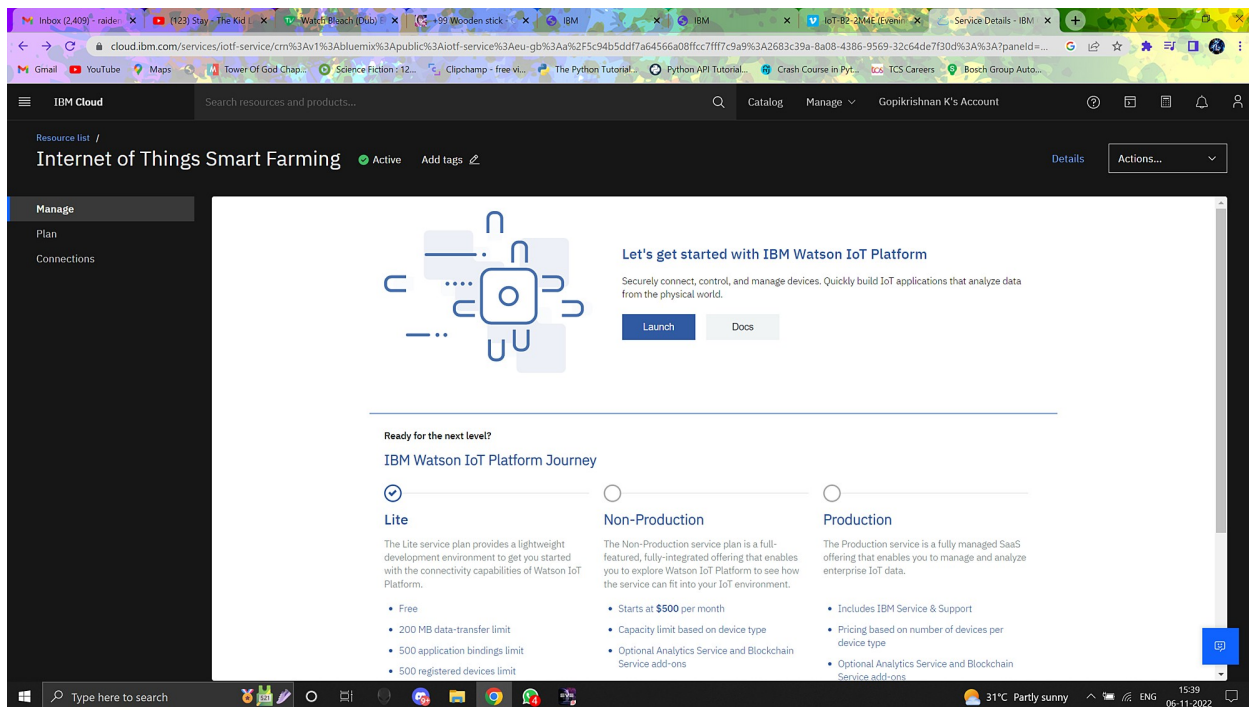 Inbox (2,409) - raider
(123) Stay - The Kid L
Watch Bleach (Dub) E
+99 Wooden stick -
IBM
IBM
IoT-B2-2M4E (Evenin
Service Details - IBM
cloud.ibm.com/services/iotf-service/crn%3Av1%3Abluemix%3Apublic%3Aiotf-service%3Aeu-gb%3Aa%2F5c94b5ddf7a64566a08ffcc7fff7c9a9%3A2683c39a-8a08-4386-9569-32c64de7f30d%3A%3A?paneId=...
Gmail
YouTube
Maps
Tower Of God Chap...
Science Fiction : 12...
Clipchamp - free vi...
The Python Tutorial...
Python API Tutorial...
Crash Course in Pyt...
TCS Careers
Bosch Group Auto...
IBM Cloud
Search resources and products...
Catalog
Manage
Gopikrishnan K's Account
Resource list /
Internet of Things Smart Farming
Active
Add tags
Details
Actions...
Manage
Plan
Connections
Let's get started with IBM Watson IoT Platform
Securely connect, control, and manage devices. Quickly build IoT applications that analyze data
from the physical world.
Launch
Docs
Ready for the next level?
IBM Watson IoT Platform Journey
Lite
The Lite service plan provides a lightweight
development environment to get you started
with the connectivity capabilities of Watson IoT
Platform.
• Free
• 200 MB data-transfer limit
• 500 application bindings limit
• 500 registered devices limit
Non-Production
The Non-Production service plan is a full-
featured, fully-integrated offering that enables
you to explore Watson IoT Platform to see how
the service can fit into your IoT environment.
• Starts at $500 per month
• Capacity limit based on device type
• Optional Analytics Service and Blockchain
Service add-ons
Production
The Production service is a fully managed SaaS
offering that enables you to manage and analyze
enterprise IoT data.
• Includes IBM Service & Support
• Pricing based on number of devices per
device type
• Optional Analytics Service and Blockchain
Service add-ons
Type here to search
31°C Partly sunny
ENG
15:39
06-11-2022